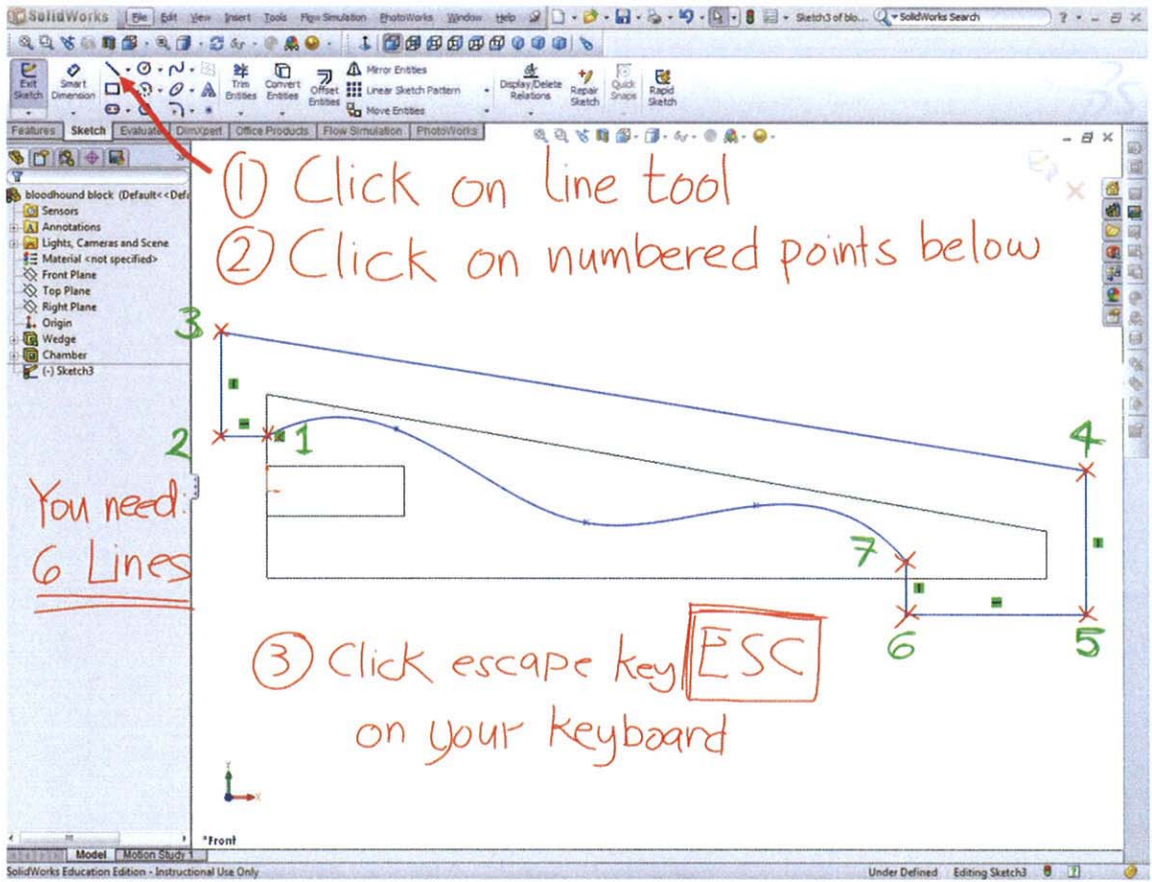 SolidWorks File Edit View Insert Tools Flow Simulation PhotoWorks Window Help Sketch3 of blo... SolidWorks Search
Exit Sketch
Smart Dimension
Trim Entities
Convert Entities
Offset Entities
Mirror Entities
Linear Sketch Pattern
Move Entities
Display/Delete Relations
Repair Sketch
Quick Snaps
Rapid Sketch
Features Sketch Evaluate DimXpert Office Products Flow Simulation PhotoWorks
① Click on line tool
② Click on numbered points below
bloodhound block (Default<<Defa
Sensors
Annotations
Lights, Cameras and Scene
Material <not specified>
Front Plane
Top Plane
Right Plane
Origin
Wedge
Chamber
(-) Sketch3
3
4
2
1
You need
6 Lines
7
6
5
③ Click escape key ESC
on your keyboard
Y
X
*Front
Model Motion Study 1
SolidWorks Education Edition - Instructional Use Only
Under Defined Editing Sketch3